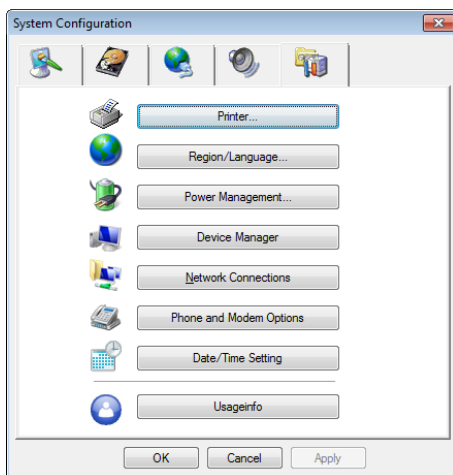 System Configuration
Printer...
Region/Language...
Power Management...
Device Manager
Network Connections
Phone and Modem Options
Date/Time Setting
Usageinfo
OK Cancel Apply